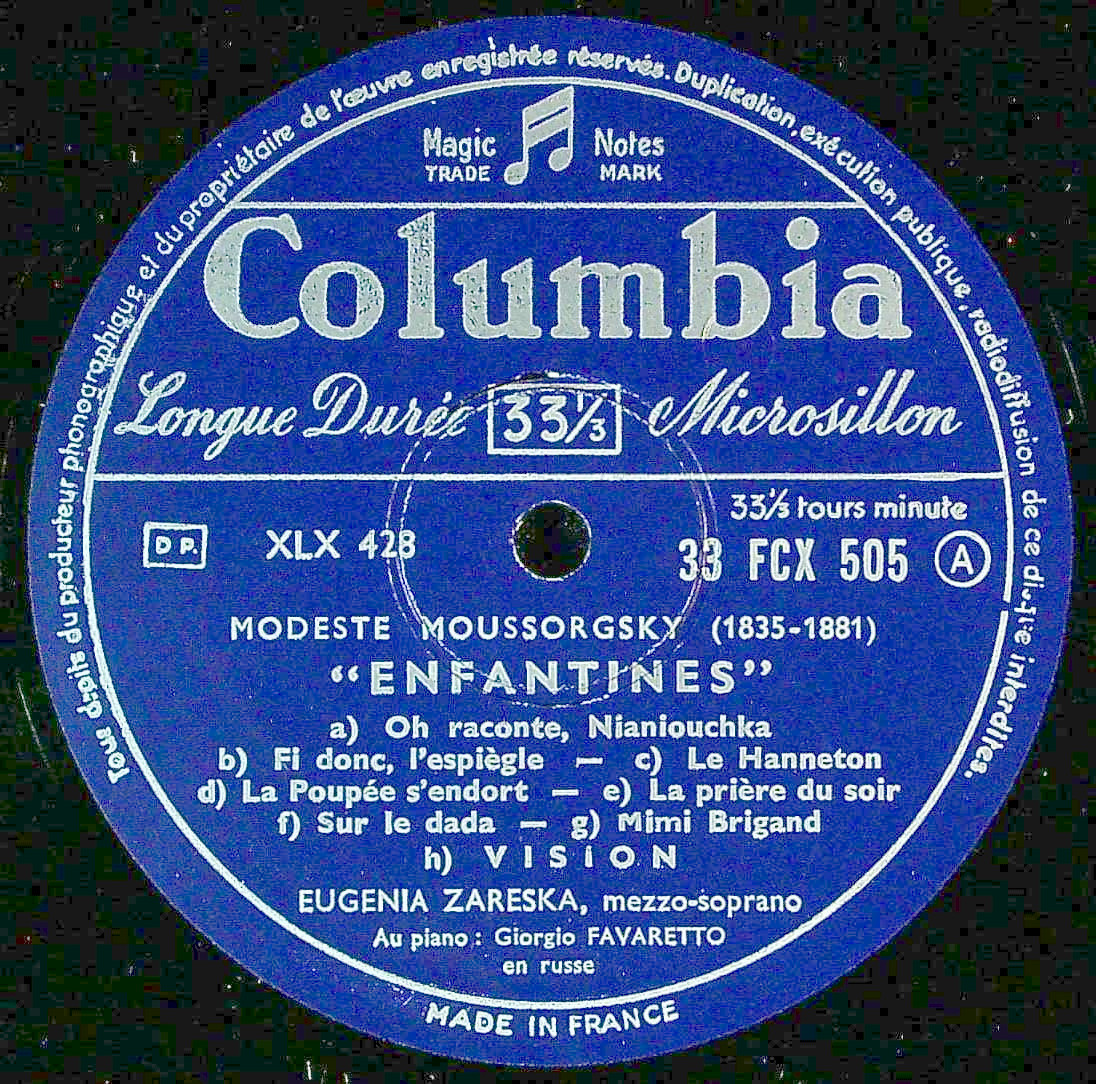 Tous droits du producteur phonographique et du propriétaire de l'œuvre enregistrée réservés. Duplication, exécution publique, radiodiffusion de ce disque interdites.
Magic Notes
TRADE MARK
Columbia
Longue Durée 33⅓ Microsillon
33⅓ tours minute
D P. XLX 428 33 FCX 505 A
MODESTE MOUSSORGSKY (1835-1881)
“ENFANTINES”
a) Oh raconte, Nianiouchka
b) Fi donc, l'espiègle — c) Le Hanneton
d) La Poupée s'endort — e) La prière du soir
f) Sur le dada — g) Mimi Brigand
h) VISION
EUGENIA ZARESKA, mezzo-soprano
Au piano : Giorgio FAVARETTO
en russe
MADE IN FRANCE